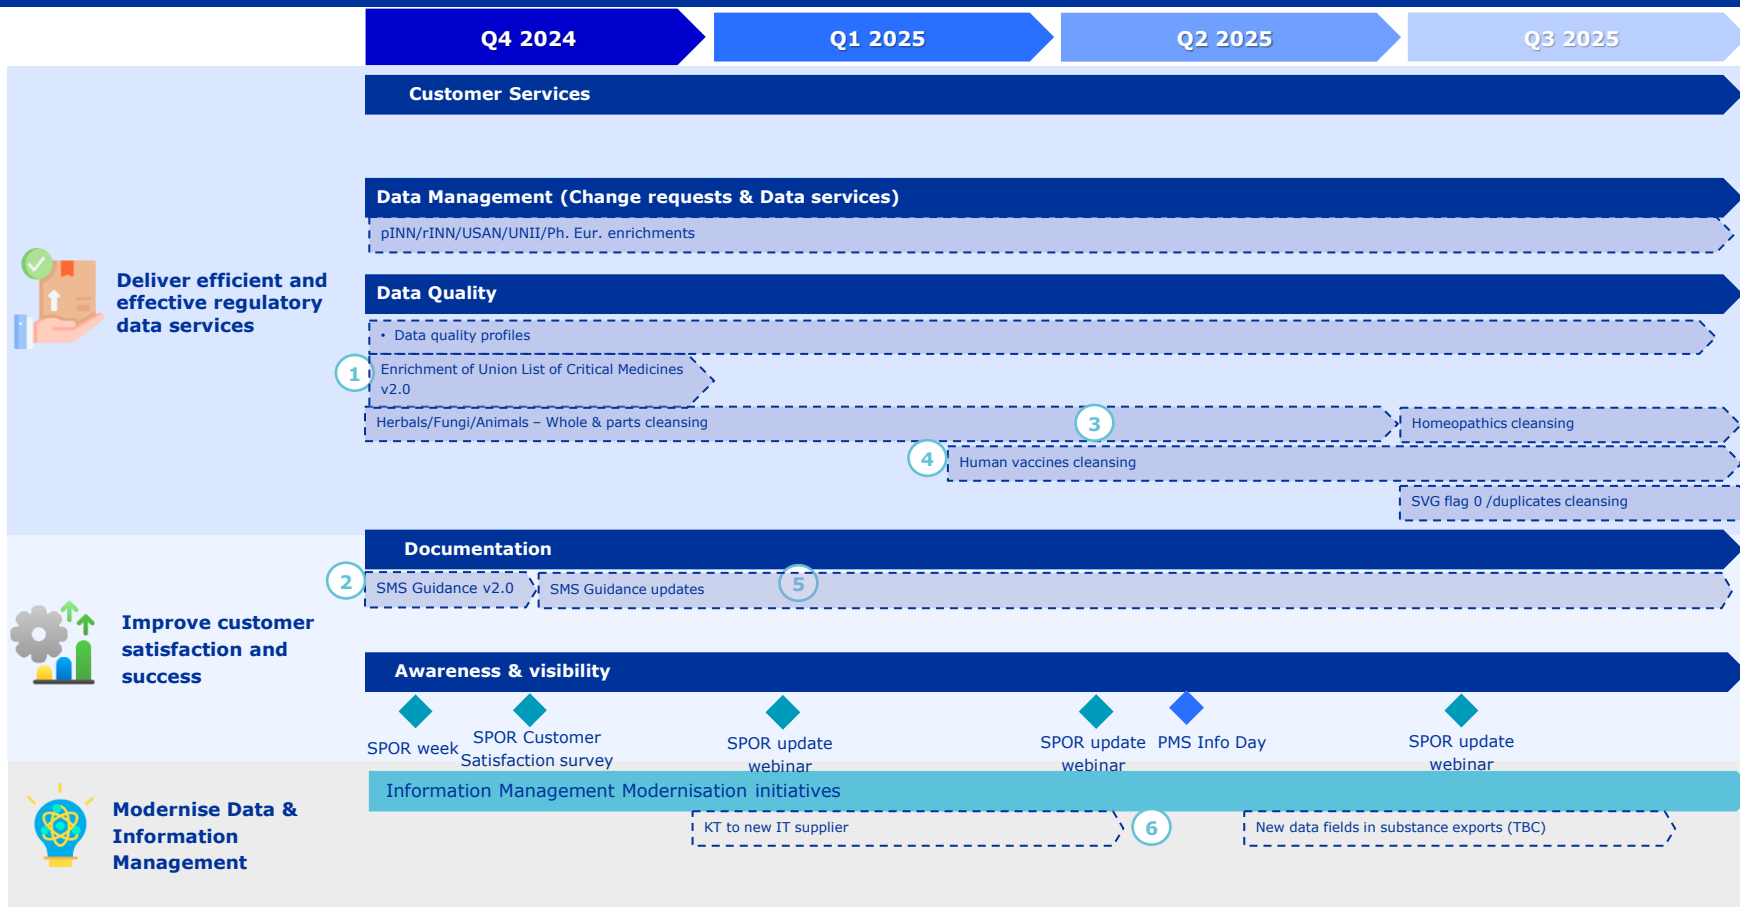 Q4 2024
Q1 2025
Q2 2025
Q3 2025
Customer Services
Data Management (Change requests & Data services)
pINN/rINN/USAN/UNII/Ph. Eur. enrichments
Deliver efficient and
effective regulatory
data services
Data Quality
• Data quality profiles
1
Enrichment of Union List of Critical Medicines
v2.0
Herbals/Fungi/Animals – Whole & parts cleansing
3
Homeopathics cleansing
4
Human vaccines cleansing
SVG flag 0 /duplicates cleansing
Documentation
2
SMS Guidance v2.0
SMS Guidance updates
5
Improve customer
satisfaction and
success
Awareness & visibility
SPOR week
SPOR Customer
Satisfaction survey
SPOR update
webinar
SPOR update
webinar
PMS Info Day
SPOR update
webinar
Modernise Data &
Information
Management
Information Management Modernisation initiatives
KT to new IT supplier
6
New data fields in substance exports (TBC)